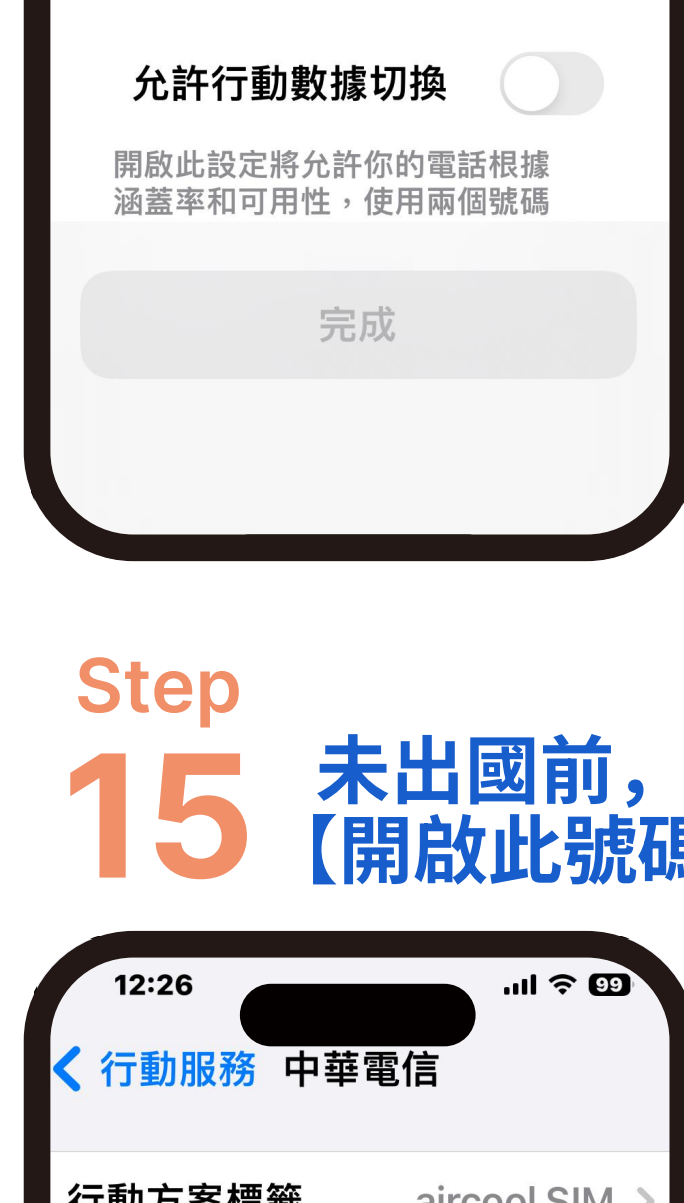 允許行動數據切換
開啟此設定將允許你的電話根據
涵蓋率和可用性，使用兩個號碼
完成
Step
15
未出國前，
【開啟此號碼
12:26
99
行動服務 中華電信
行動方案標籤 aircool SIM